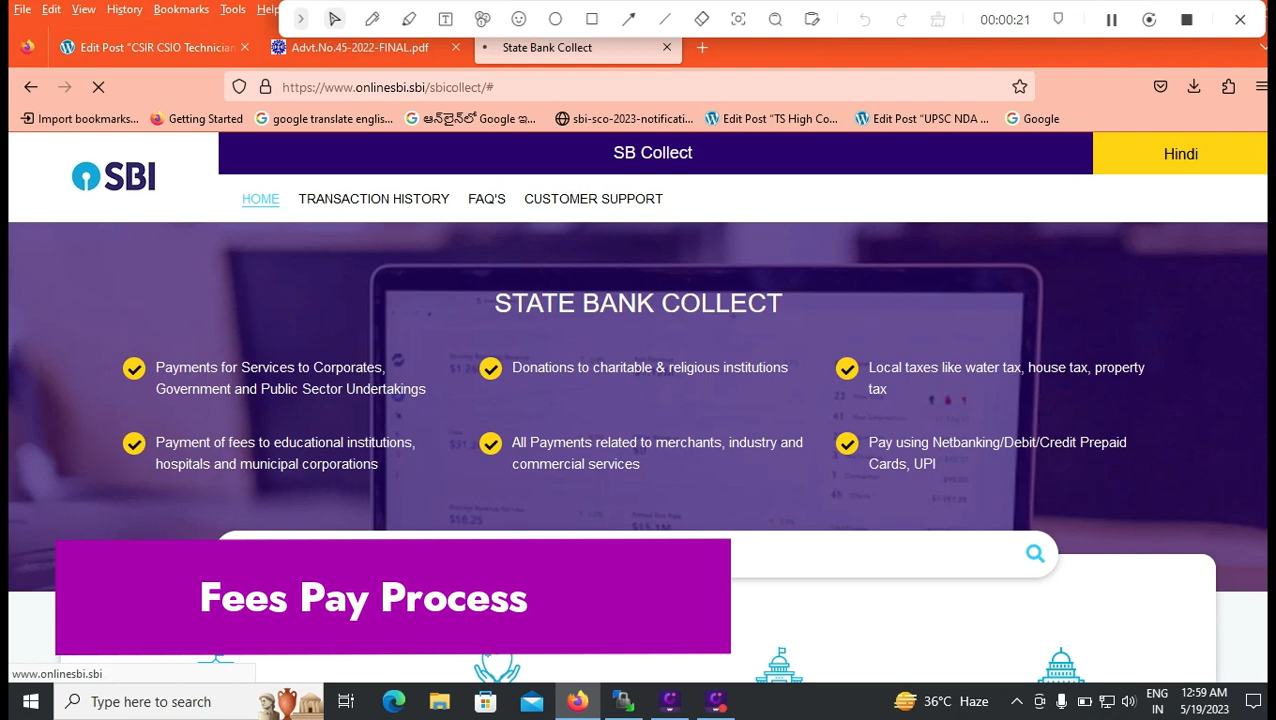 File Edit View History Bookmarks Tools Help
00:00:21
Edit Post “CSIR CSIO Technician
Advt.No.45-2022-FINAL.pdf
State Bank Collect
https://www.onlinesbi.sbi/sbicollect/#
Import bookmarks...
Getting Started
google translate englis...
ఆన్‌లైన్‌లో Google ఇ...
sbi-sco-2023-notificati...
Edit Post “TS High Co...
Edit Post “UPSC NDA ...
Google
SBI
SB Collect
Hindi
HOME
TRANSACTION HISTORY
FAQ'S
CUSTOMER SUPPORT
STATE BANK COLLECT
Payments for Services to Corporates,
Government and Public Sector Undertakings
Donations to charitable & religious institutions
Local taxes like water tax, house tax, property
tax
Payment of fees to educational institutions,
hospitals and municipal corporations
All Payments related to merchants, industry and
commercial services
Pay using Netbanking/Debit/Credit Prepaid
Cards, UPI
Fees Pay Process
www.onlinesbi.sbi
Type here to search
36°C Haze
ENG
IN
12:59 AM
5/19/2023